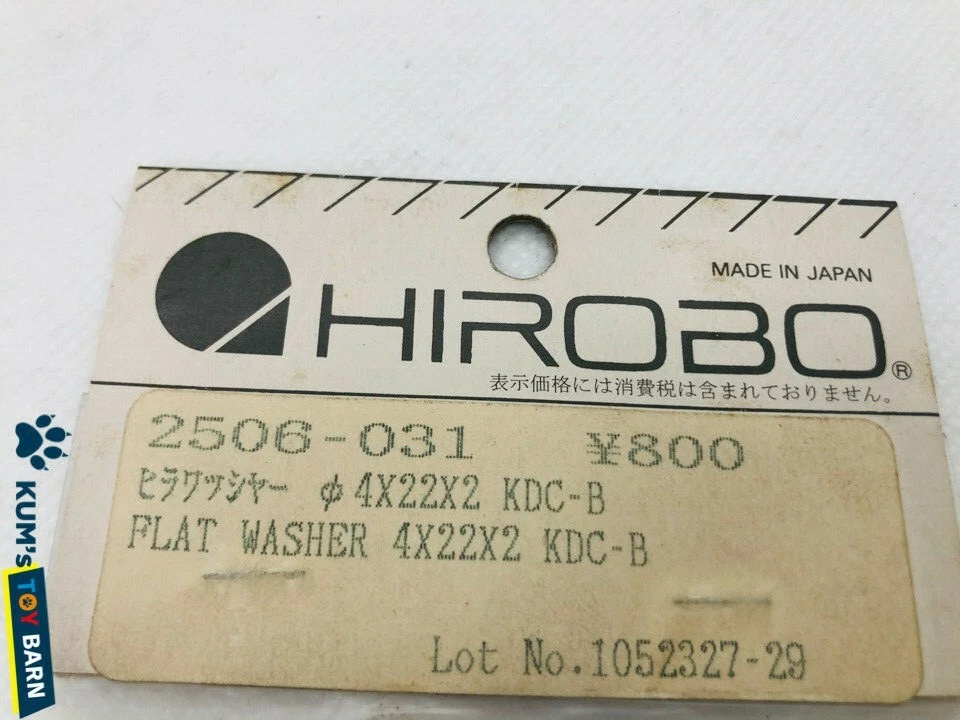 MADE IN JAPAN
HIROBO®
表示価格には消費税は含まれておりません。
2506-031 ¥800
ヒラワッシャー φ 4X22X2 KDC-B
FLAT WASHER 4X22X2 KDC-B
Lot No.1052327-29
KUM's TOY BARN